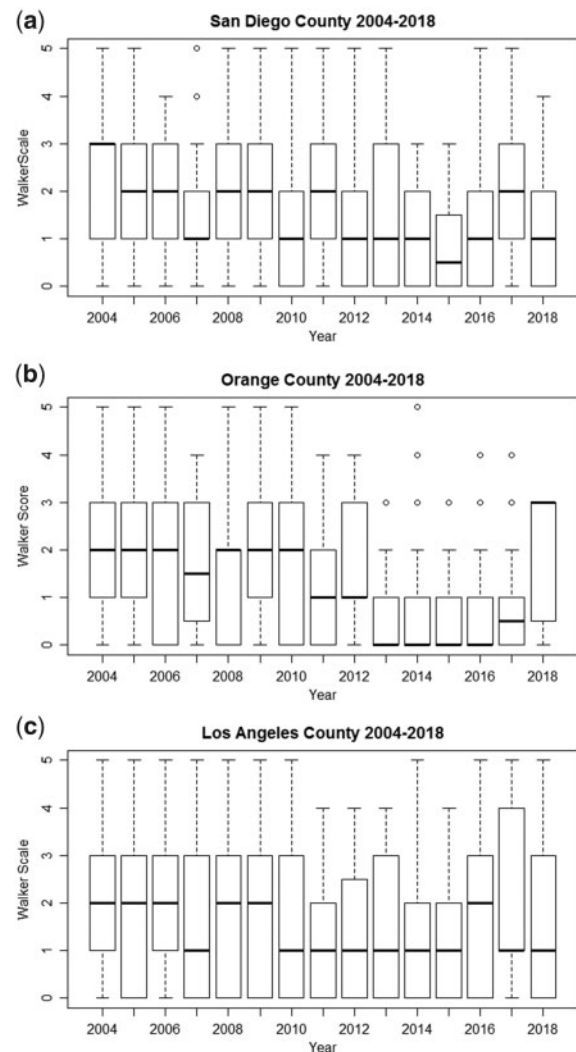 (a)
San Diego County 2004-2018
WalkerScale
5
4
3
2
1
0
2004 2006 2008 2010 2012 2014 2016 2018
Year
(b)
Orange County 2004-2018
Walker Score
5
4
3
2
1
0
2004 2006 2008 2010 2012 2014 2016 2018
Year
(c)
Los Angeles County 2004-2018
Walker Scale
5
4
3
2
1
0
2004 2006 2008 2010 2012 2014 2016 2018
Year